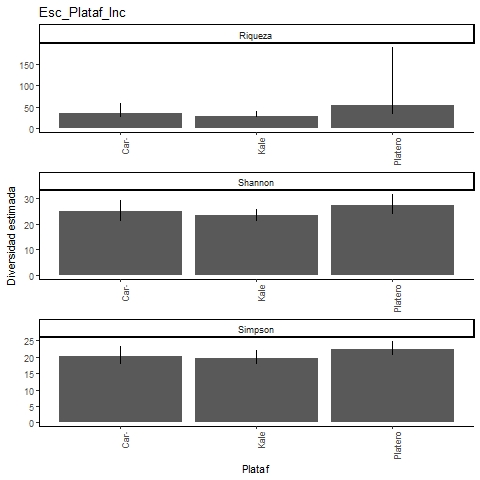 Esc_Plataf_Inc
Riqueza
150
100
50
0
Car-
Kale
Platero
Shannon
30
20
10
0
Car-
Kale
Platero
Simpson
25
20
15
10
5
0
Car-
Kale
Platero
Diversidad estimada
Plataf